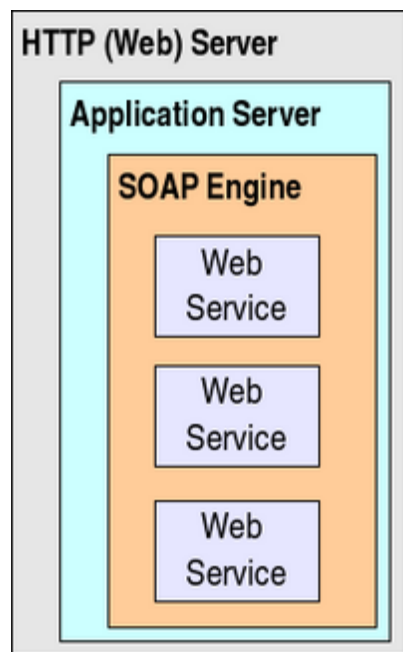 HTTP (Web) Server
Application Server
SOAP Engine
Web
Service
Web
Service
Web
Service